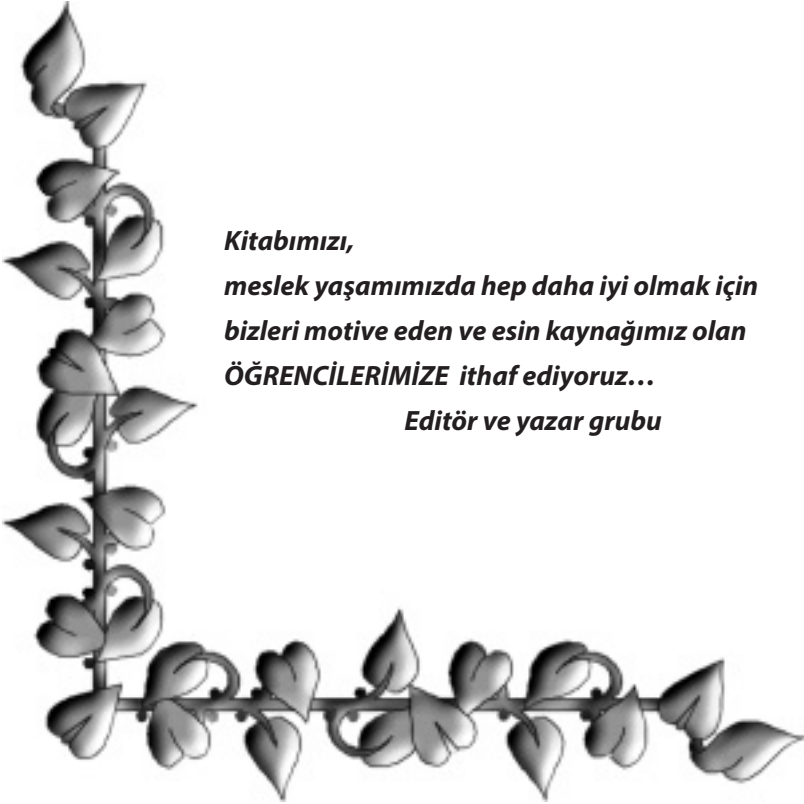 Kitabımızı,
meslek yaşamımızda hep daha iyi olmak için
bizleri motive eden ve esin kaynağımız olan
ÖĞRENCİLERİMİZE ithaf ediyoruz…
Editör ve yazar grubu